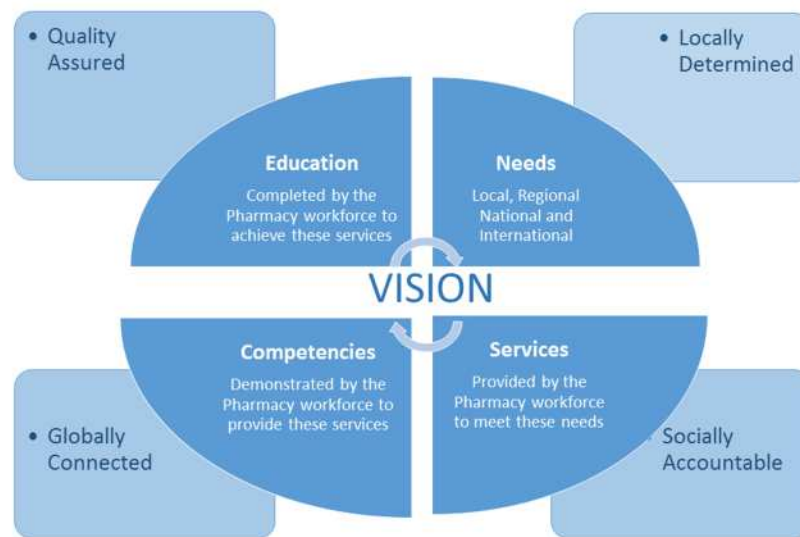 • Quality
Assured
• Locally
Determined
Education
Completed by the
Pharmacy workforce to
achieve these services
Needs
Local, Regional
National and
International
VISION
Competencies
Demonstrated by the
Pharmacy workforce to
provide these services
Services
Provided by the
Pharmacy workforce
to meet these needs
• Globally
Connected
• Socially
Accountable